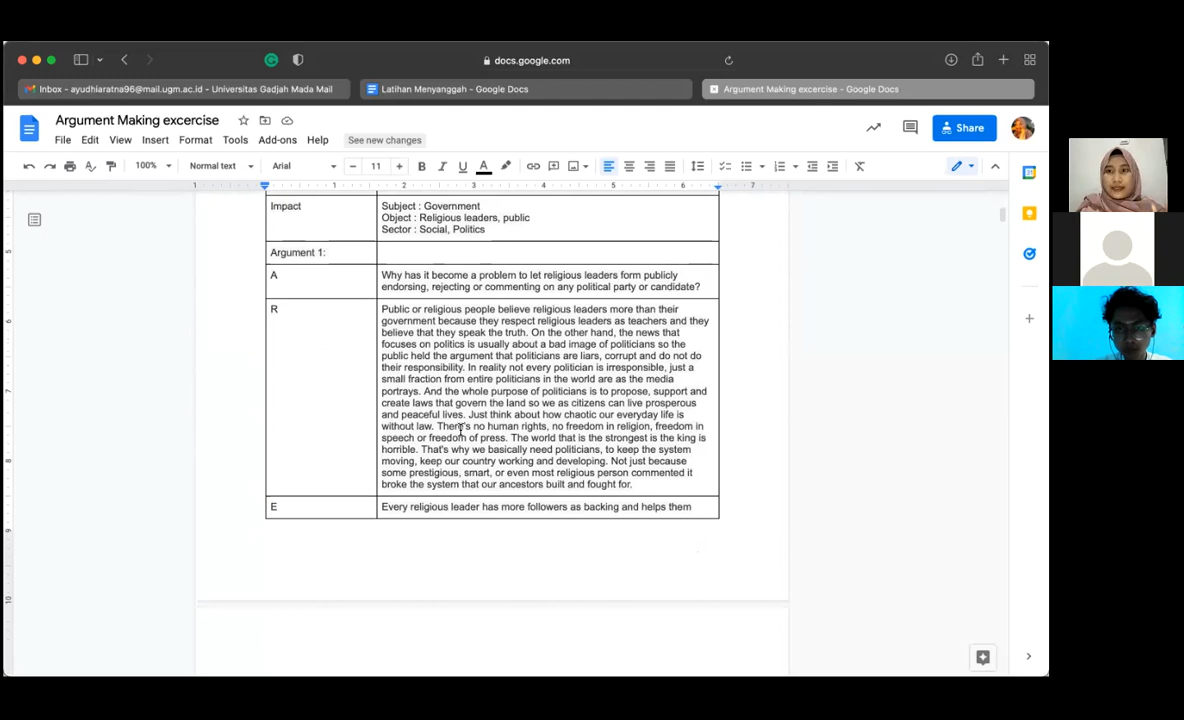 docs.google.com
Inbox - ayudhiaratna96@mail.ugm.ac.id - Universitas Gadjah Mada Mail
Latihan Menyanggah - Google Docs
Argument Making excercise - Google Docs
Argument Making excercise
File Edit View Insert Format Tools Add-ons Help See new changes
Share
100% Normal text Arial 11
1 1 2 3 4 5 6 7
Impact
Subject : Government
Object : Religious leaders, public
Sector : Social, Politics
Argument 1:
A
Why has it become a problem to let religious leaders form publicly
endorsing, rejecting or commenting on any political party or candidate?
R
Public or religious people believe religious leaders more than their
government because they respect religious leaders as teachers and they
believe that they speak the truth. On the other hand, the news that
focuses on politics is usually about a bad image of politicians so the
public held the argument that politicians are liars, corrupt and do not do
their responsibility. In reality not every politician is irresponsible, just a
small fraction from entire politicians in the world are as the media
portrays. And the whole purpose of politicians is to propose, support and
create laws that govern the land so we as citizens can live prosperous
and peaceful lives. Just think about how chaotic our everyday life is
without law. There's no human rights, no freedom in religion, freedom in
speech or freedom of press. The world that is the strongest is the king is
horrible. That's why we basically need politicians, to keep the system
moving, keep our country working and developing. Not just because
some prestigious, smart, or even most religious person commented it
broke the system that our ancestors built and fought for.
E
Every religious leader has more followers as backing and helps them
5
6
7
8
9
10